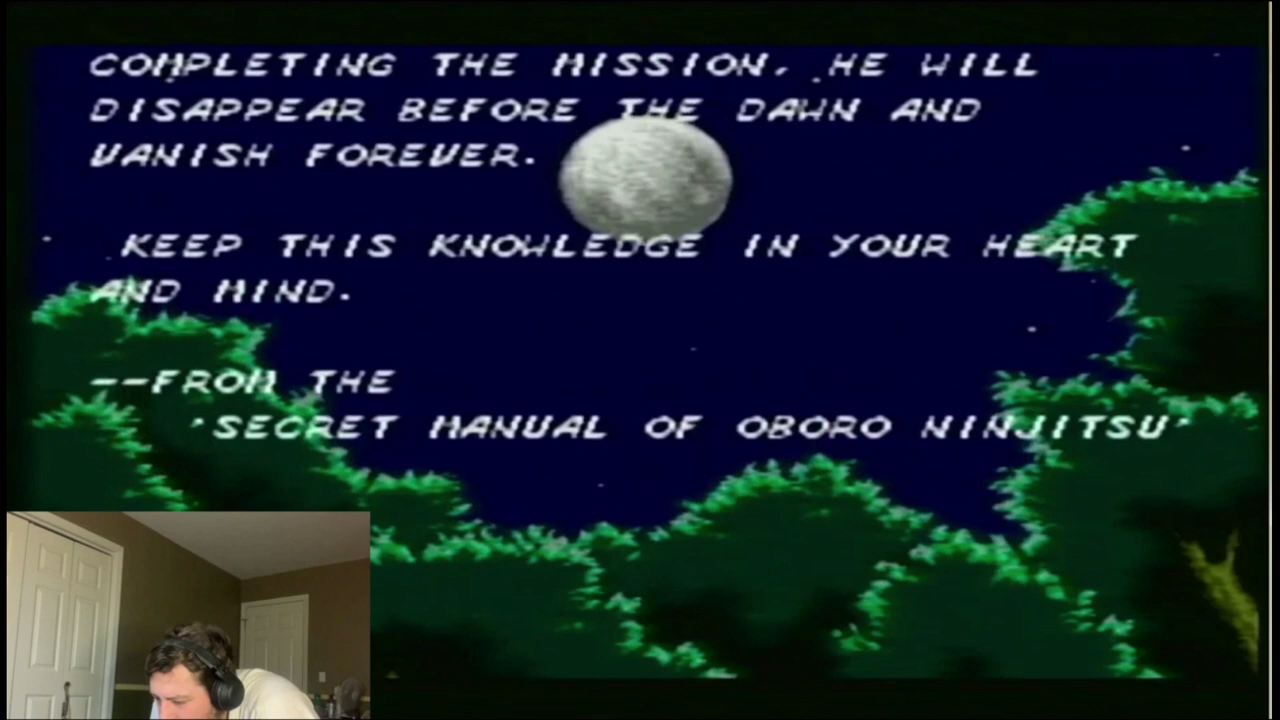 COMPLETING THE MISSION, HE WILL
DISAPPEAR BEFORE THE DAWN AND
VANISH FOREVER.
KEEP THIS KNOWLEDGE IN YOUR HEART
AND MIND.
--FROM THE
'SECRET MANUAL OF OBORO NINJITSU'